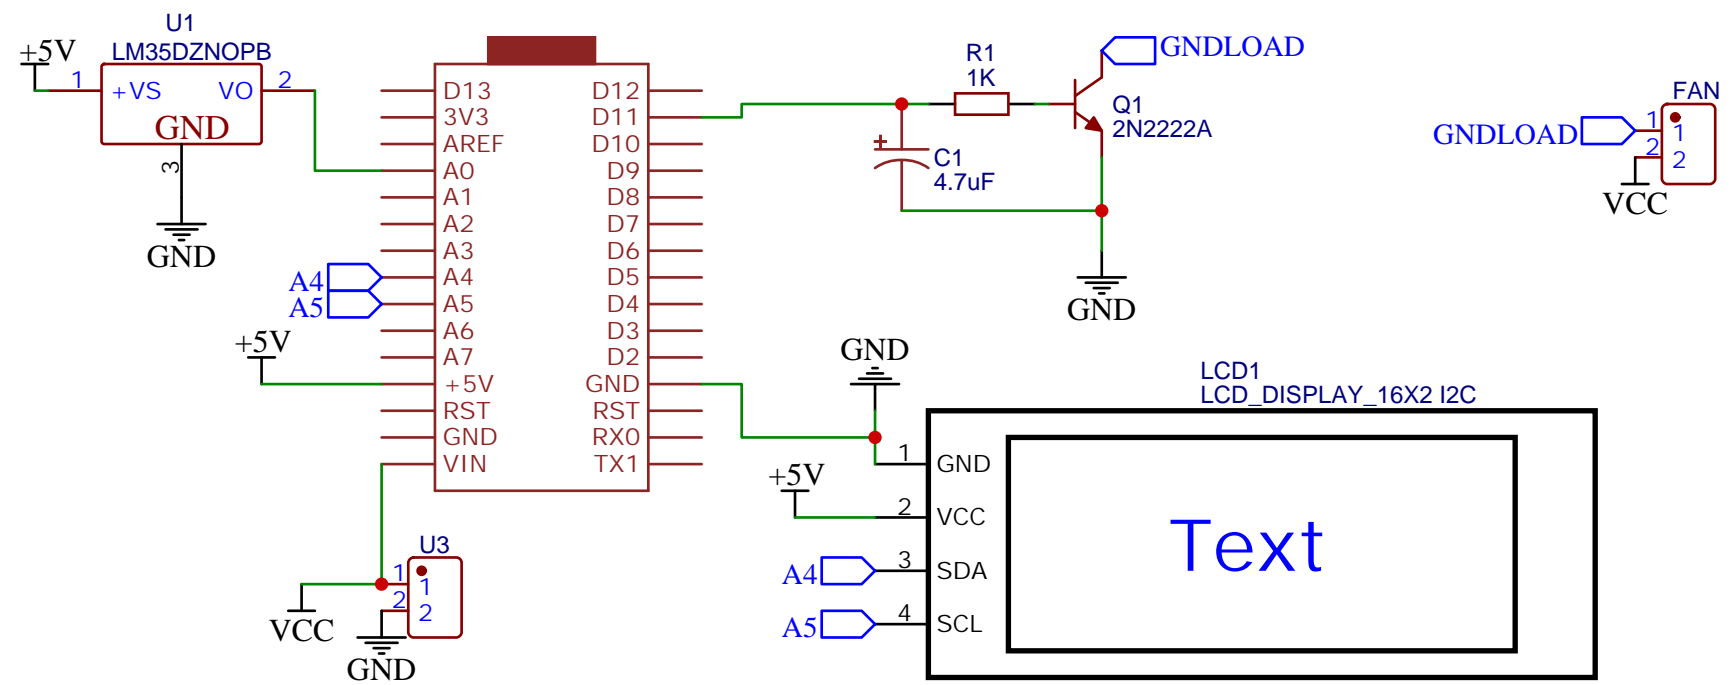 U1
LM35DZNOPB
+5V
1
+VS
VO
2
GND
3
GND
D13
3V3
AREF
A0
A1
A2
A3
A4
A5
A6
A7
+5V
RST
GND
VIN
D12
D11
D10
D9
D8
D7
D6
D5
D4
D3
D2
GND
RST
RX0
TX1
A4
A5
+5V
U3
1
1
2
2
VCC
GND
R1
1K
GNDLOAD
Q1
2N2222A
+
C1
4.7uF
GND
FAN
GNDLOAD
1
1
2
2
VCC
GND
LCD1
LCD_DISPLAY_16X2 I2C
1
GND
+5V
2
VCC
A4
3
SDA
A5
4
SCL
Text